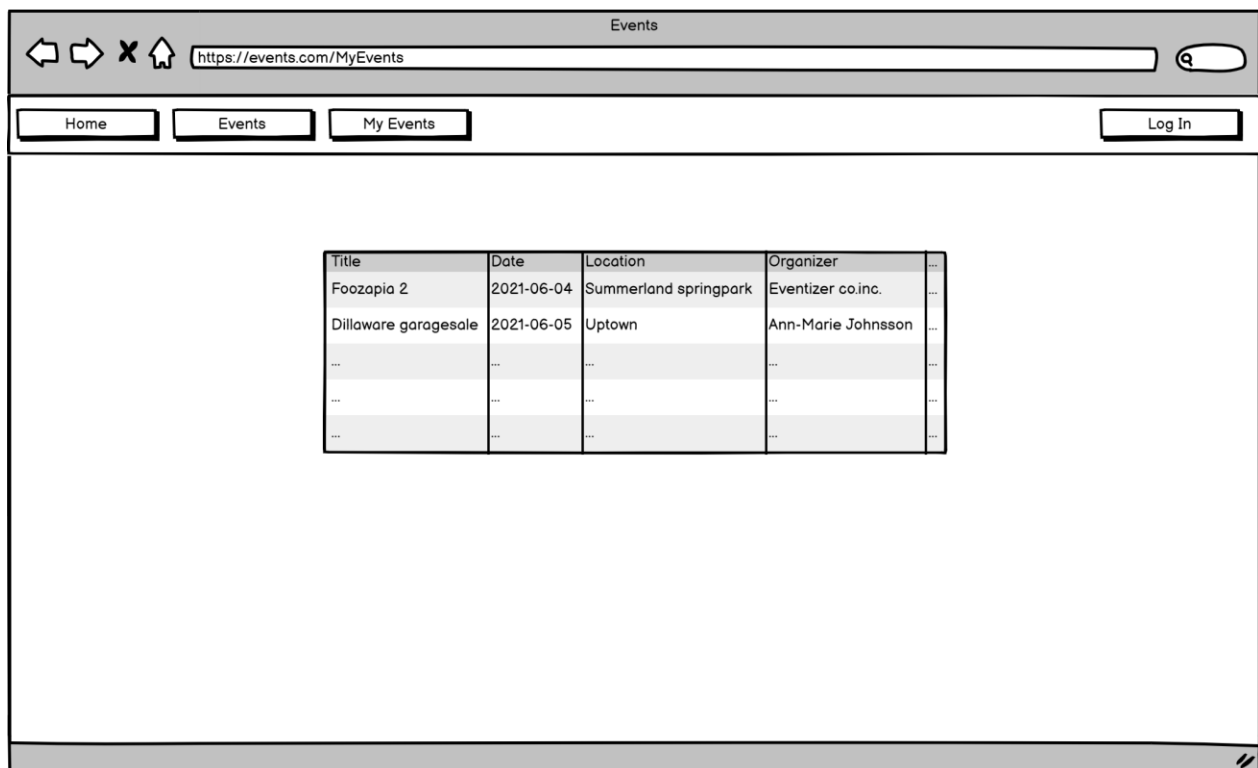 Events
https://events.com/MyEvents
Home Events My Events Log In
Title Date Location Organizer ...
Foozapia 2 2021-06-04 Summerland springpark Eventizer co.inc. ...
Dillaware garagesale 2021-06-05 Uptown Ann-Marie Johnsson ...
... ... ... ... ...
... ... ... ... ...
... ... ... ... ...